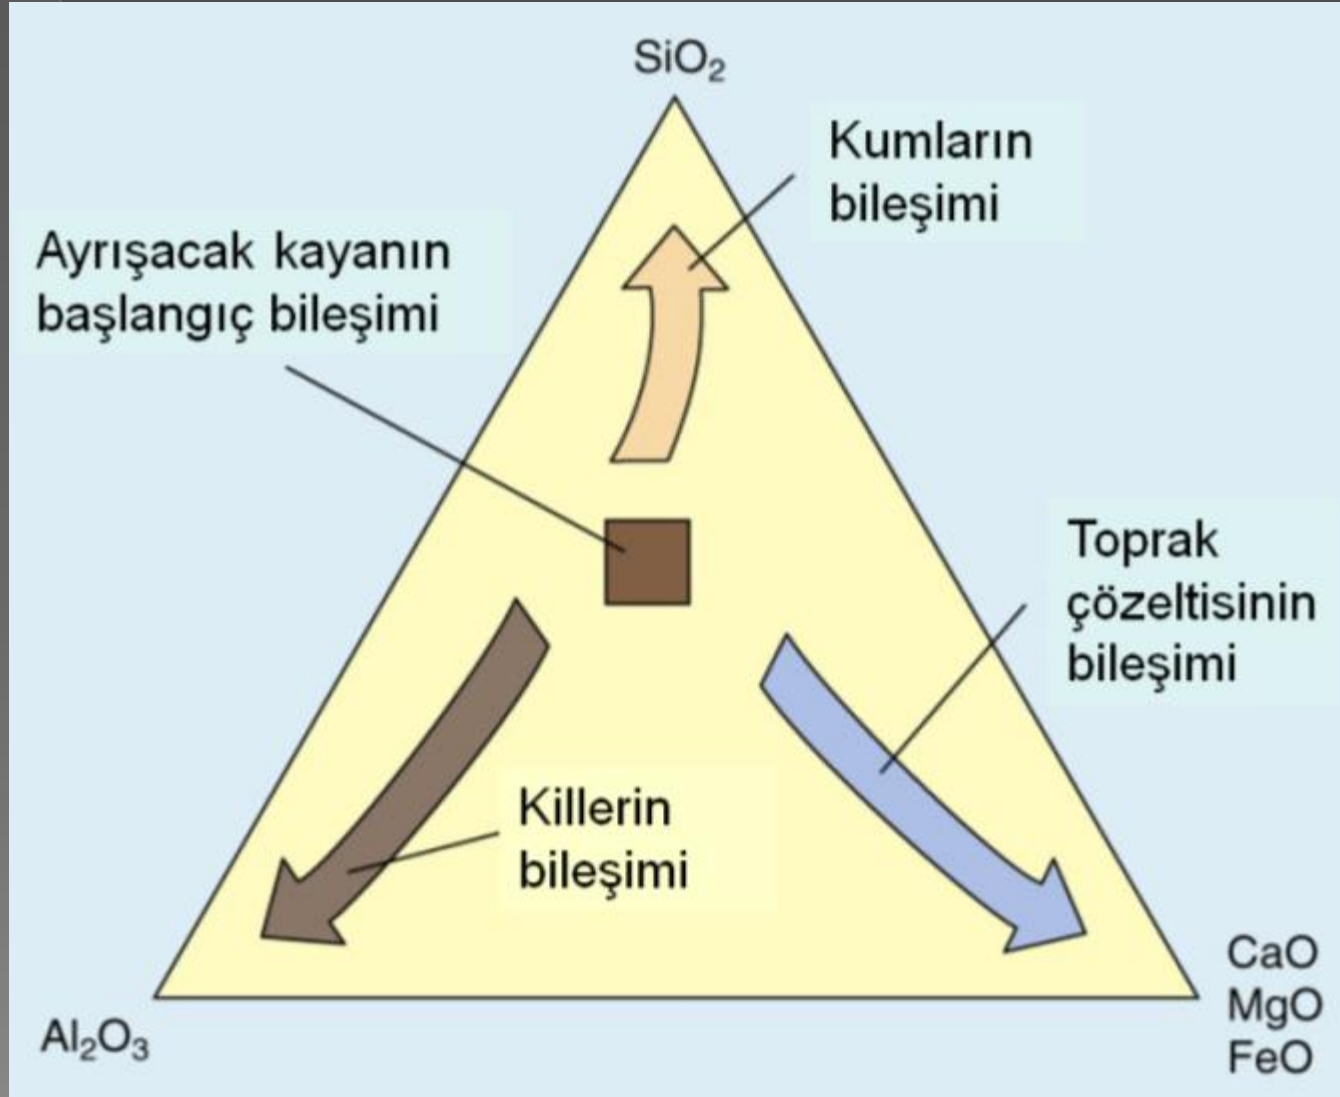 SiO₂
Kumların
bileşimi
Ayrışacak kayanın
başlangıç bileşimi
Toprak
çözeltisinin
bileşimi
Killerin
bileşimi
Al₂O₃
CaO
MgO
FeO